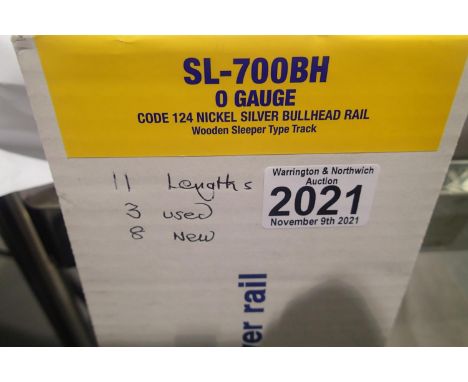 SL-700BH
O GAUGE
CODE 124 NICKEL SILVER BULLHEAD RAIL
Wooden Sleeper Type Track
11 Lengths
3 used
8 New
Warrington & Northwich
Auction
2021
November 9th 2021
ver rail